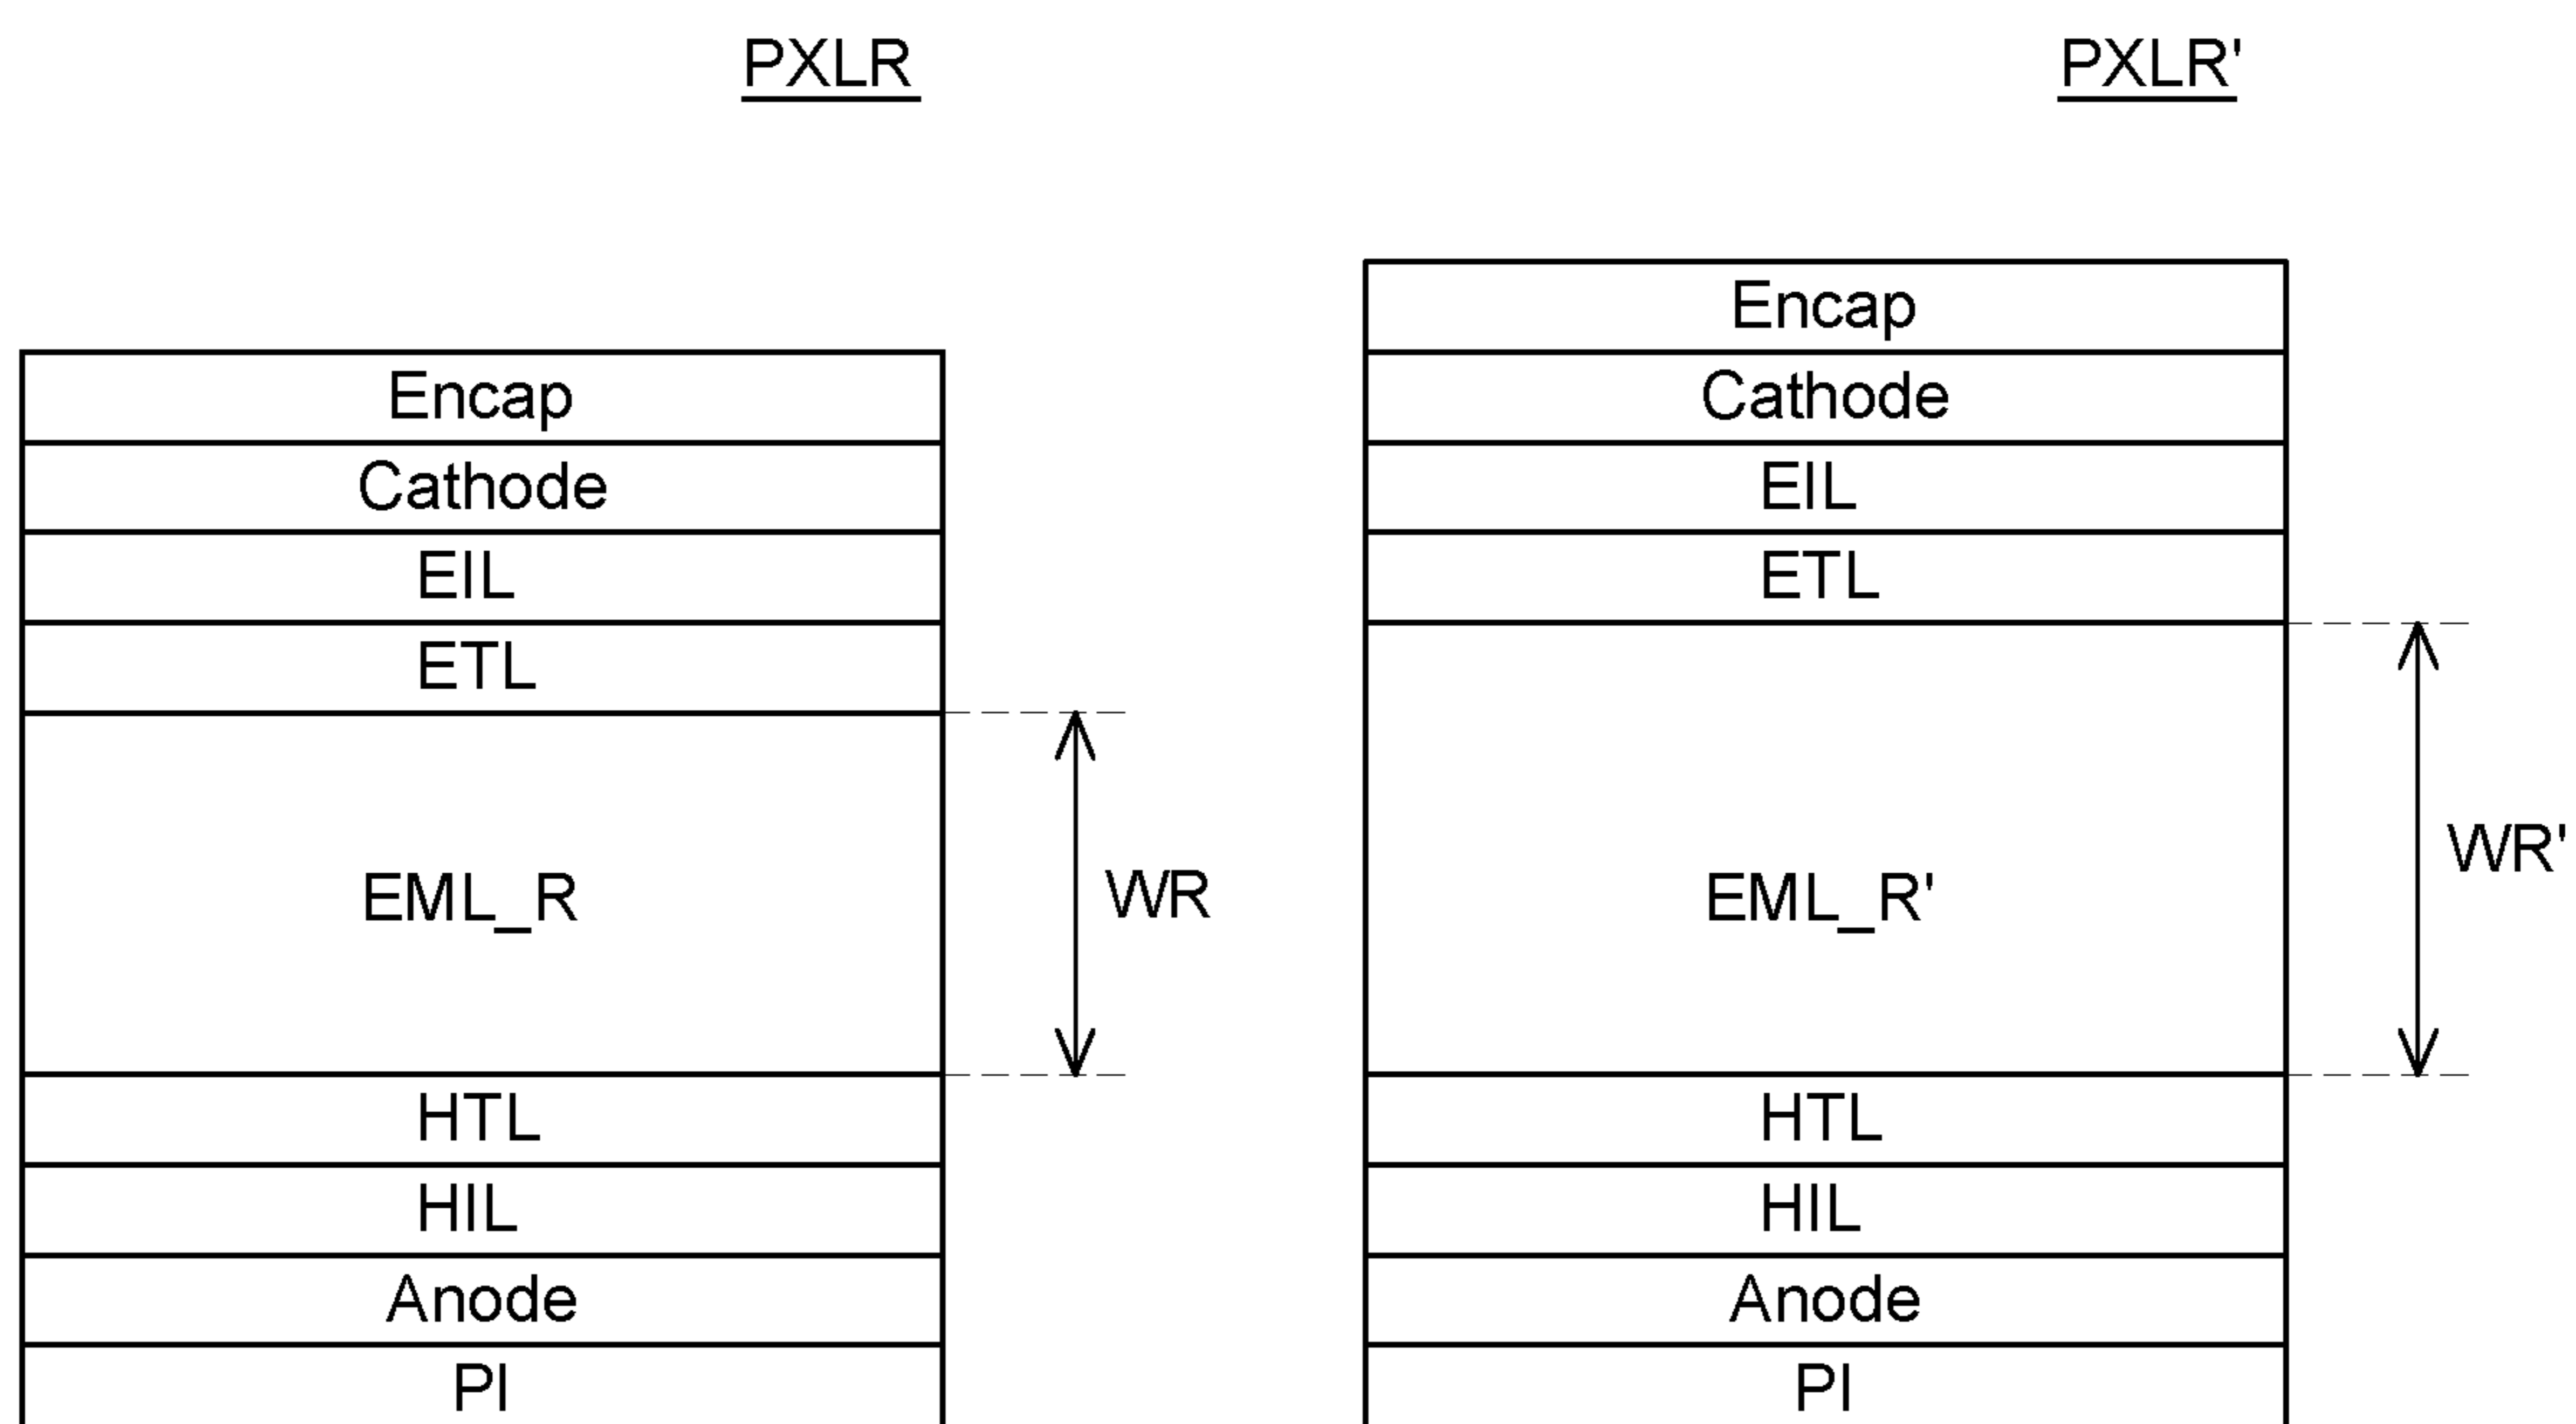 PXLR
Encap
Cathode
EIL
ETL
EML_R
WR
HTL
HIL
Anode
PI
PXLR'
Encap
Cathode
EIL
ETL
EML_R'
WR'
HTL
HIL
Anode
PI